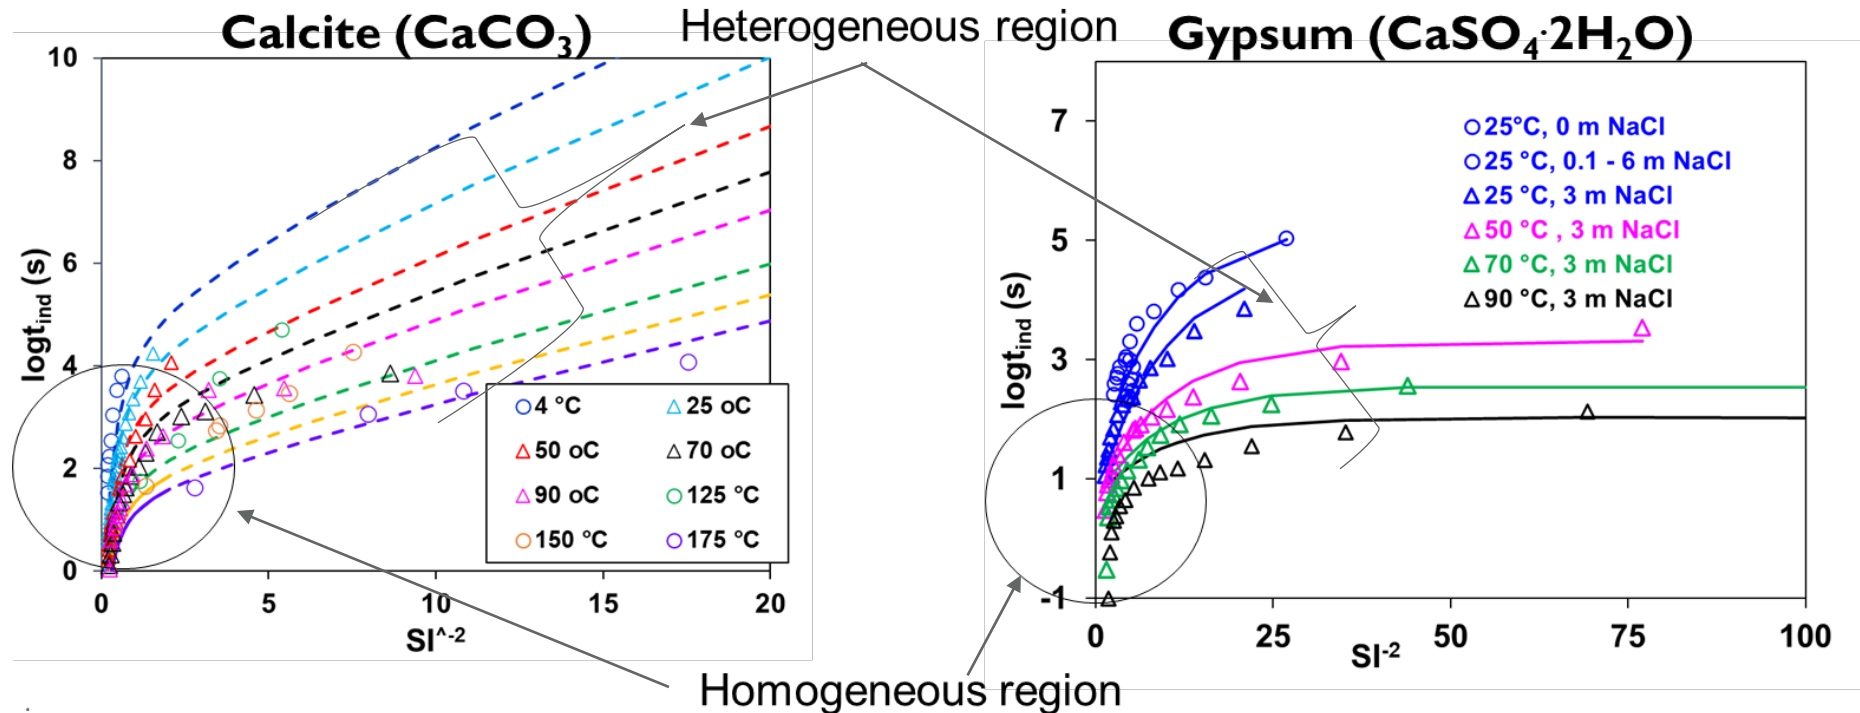 Calcite (CaCO₃)
Heterogeneous region
Gypsum (CaSO₄·2H₂O)
10
8
6
4
2
0
logt_ind (s)
0
5
10
15
20
SI^-2
4 °C
25 oC
50 oC
70 oC
90 oC
125 °C
150 °C
175 °C
7
5
3
1
-1
logt_ind (s)
0
25
50
75
100
SI⁻²
25°C, 0 m NaCl
25 °C, 0.1 - 6 m NaCl
25 °C, 3 m NaCl
50 °C , 3 m NaCl
70 °C, 3 m NaCl
90 °C, 3 m NaCl
Homogeneous region
.